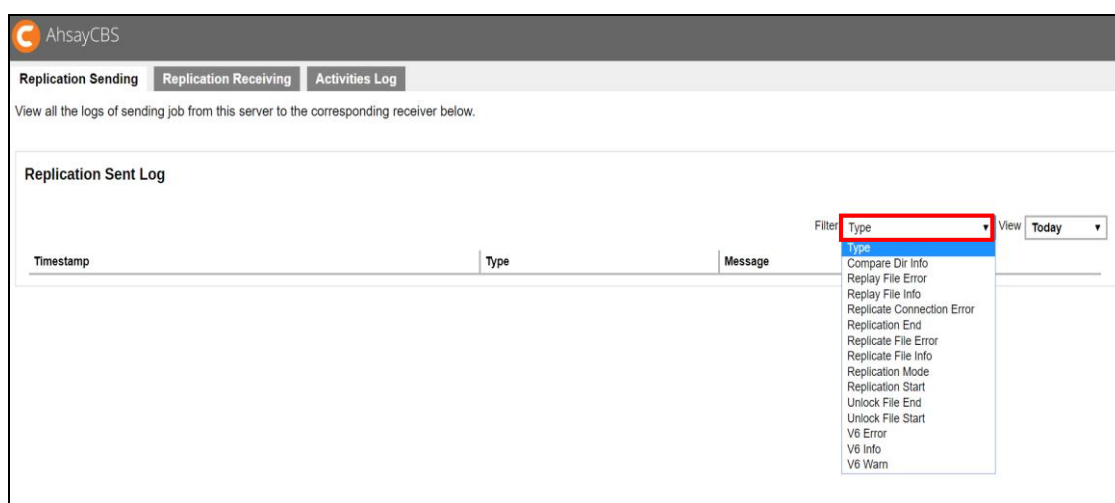 AhsayCBS
Replication Sending Replication Receiving Activities Log
View all the logs of sending job from this server to the corresponding receiver below.
Replication Sent Log
Filter Type View Today
Type
Timestamp Type Message
Compare Dir Info
Replay File Error
Replay File Info
Replicate Connection Error
Replication End
Replicate File Error
Replicate File Info
Replication Mode
Replication Start
Unlock File End
Unlock File Start
V6 Error
V6 Info
V6 Warn